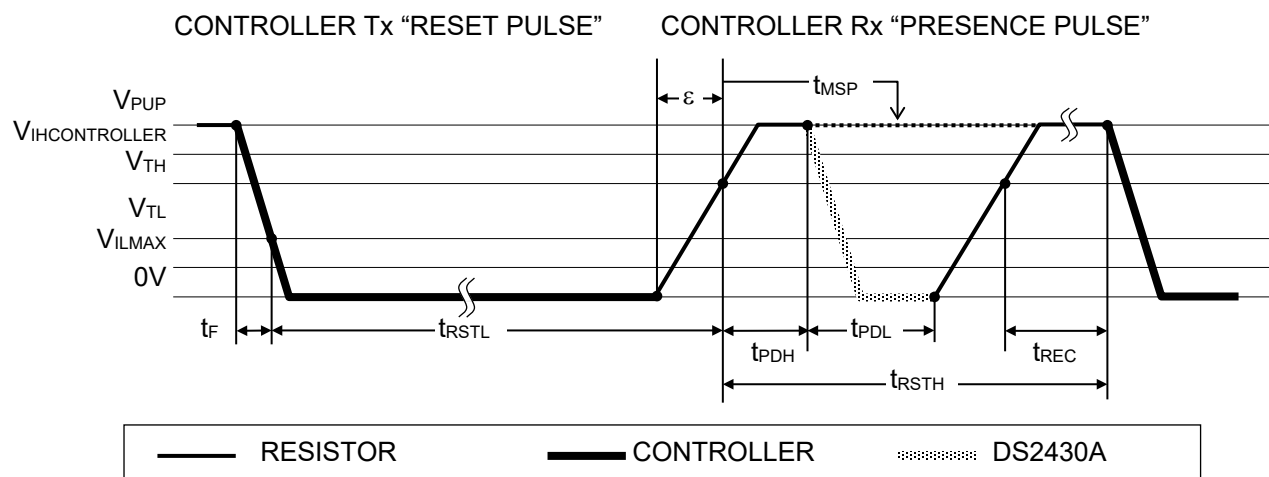 CONTROLLER Tx “RESET PULSE” CONTROLLER Rx “PRESENCE PULSE”
ε tMSP
VPUP
VIHCONTROLLER
VTH
VTL
VILMAX
0V
tF tRSTL tPDH tPDL tREC
tRSTH
RESISTOR CONTROLLER DS2430A